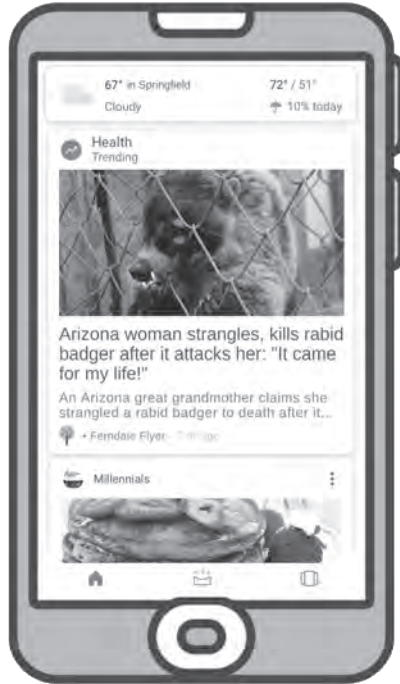 67° in Springfield
72° / 51°
Cloudy
10% today
Health
Trending
Arizona woman strangles, kills rabid
badger after it attacks her: "It came
for my life!"
An Arizona great grandmother claims she
strangled a rabid badger to death after it...
• Ferndale Flyer
Millennials